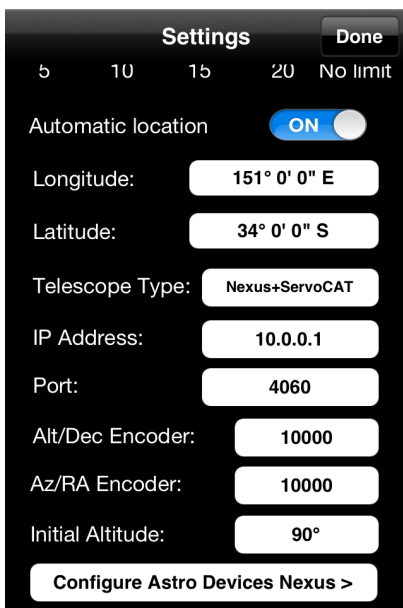 Settings Done
5 10 15 20 No limit
Automatic location ON
Longitude: 151° 0' 0" E
Latitude: 34° 0' 0" S
Telescope Type: Nexus+ServoCAT
IP Address: 10.0.0.1
Port: 4060
Alt/Dec Encoder: 10000
Az/RA Encoder: 10000
Initial Altitude: 90°
Configure Astro Devices Nexus >